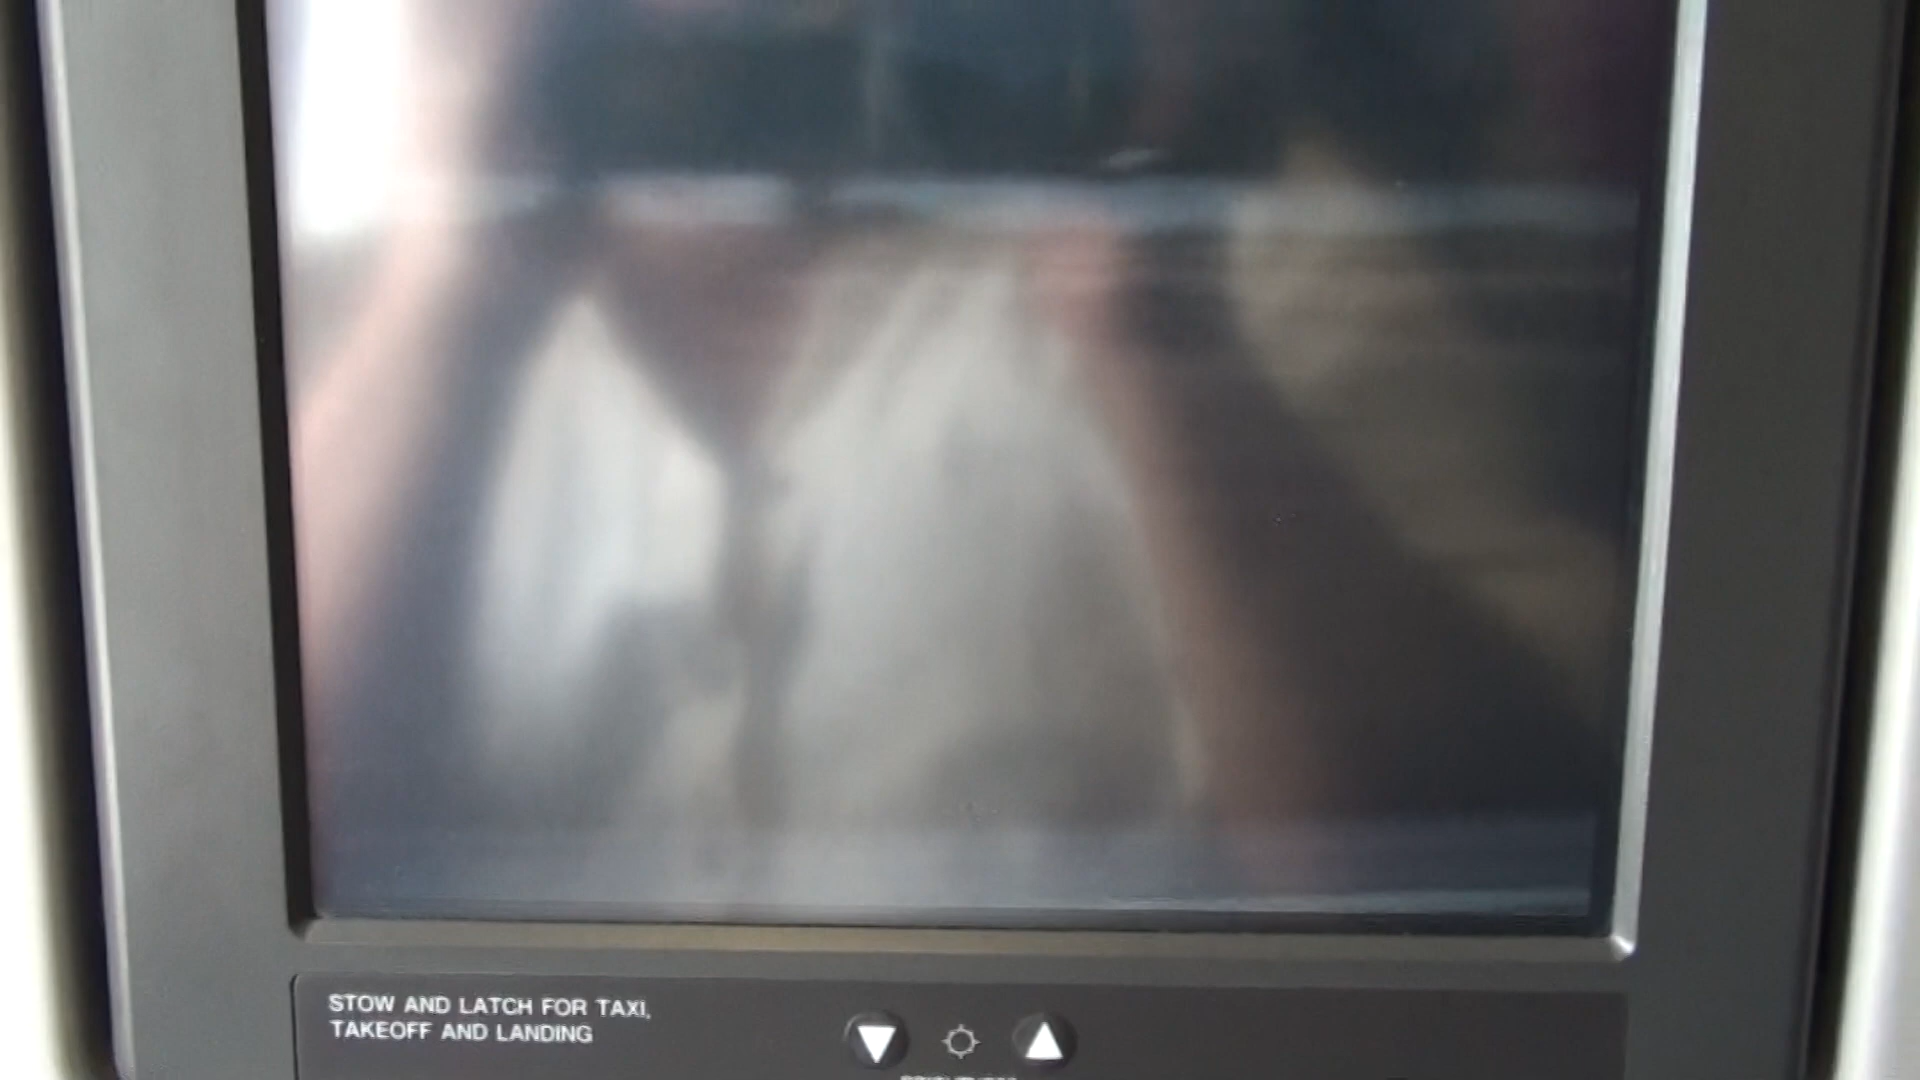 STOW AND LATCH FOR TAXI,
TAKEOFF AND LANDING